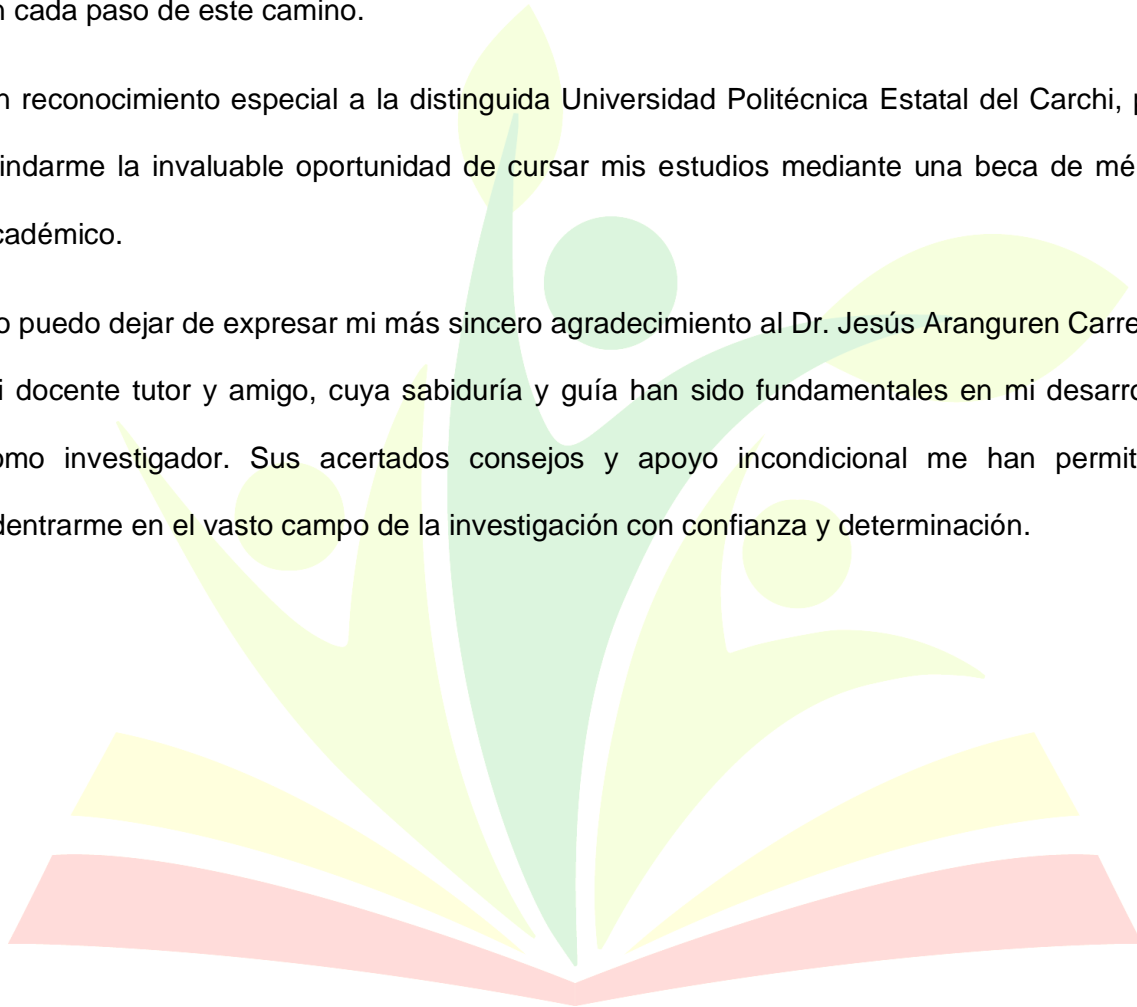 n cada paso de este camino.
n reconocimiento especial a la distinguida Universidad Politécnica Estatal del Carchi, p
indarme la invaluable oportunidad de cursar mis estudios mediante una beca de mé
cadémico.
o puedo dejar de expresar mi más sincero agradecimiento al Dr. Jesús Aranguren Carre
i docente tutor y amigo, cuya sabiduría y guía han sido fundamentales en mi desarro
omo investigador. Sus acertados consejos y apoyo incondicional me han permit
dentrarme en el vasto campo de la investigación con confianza y determinación.